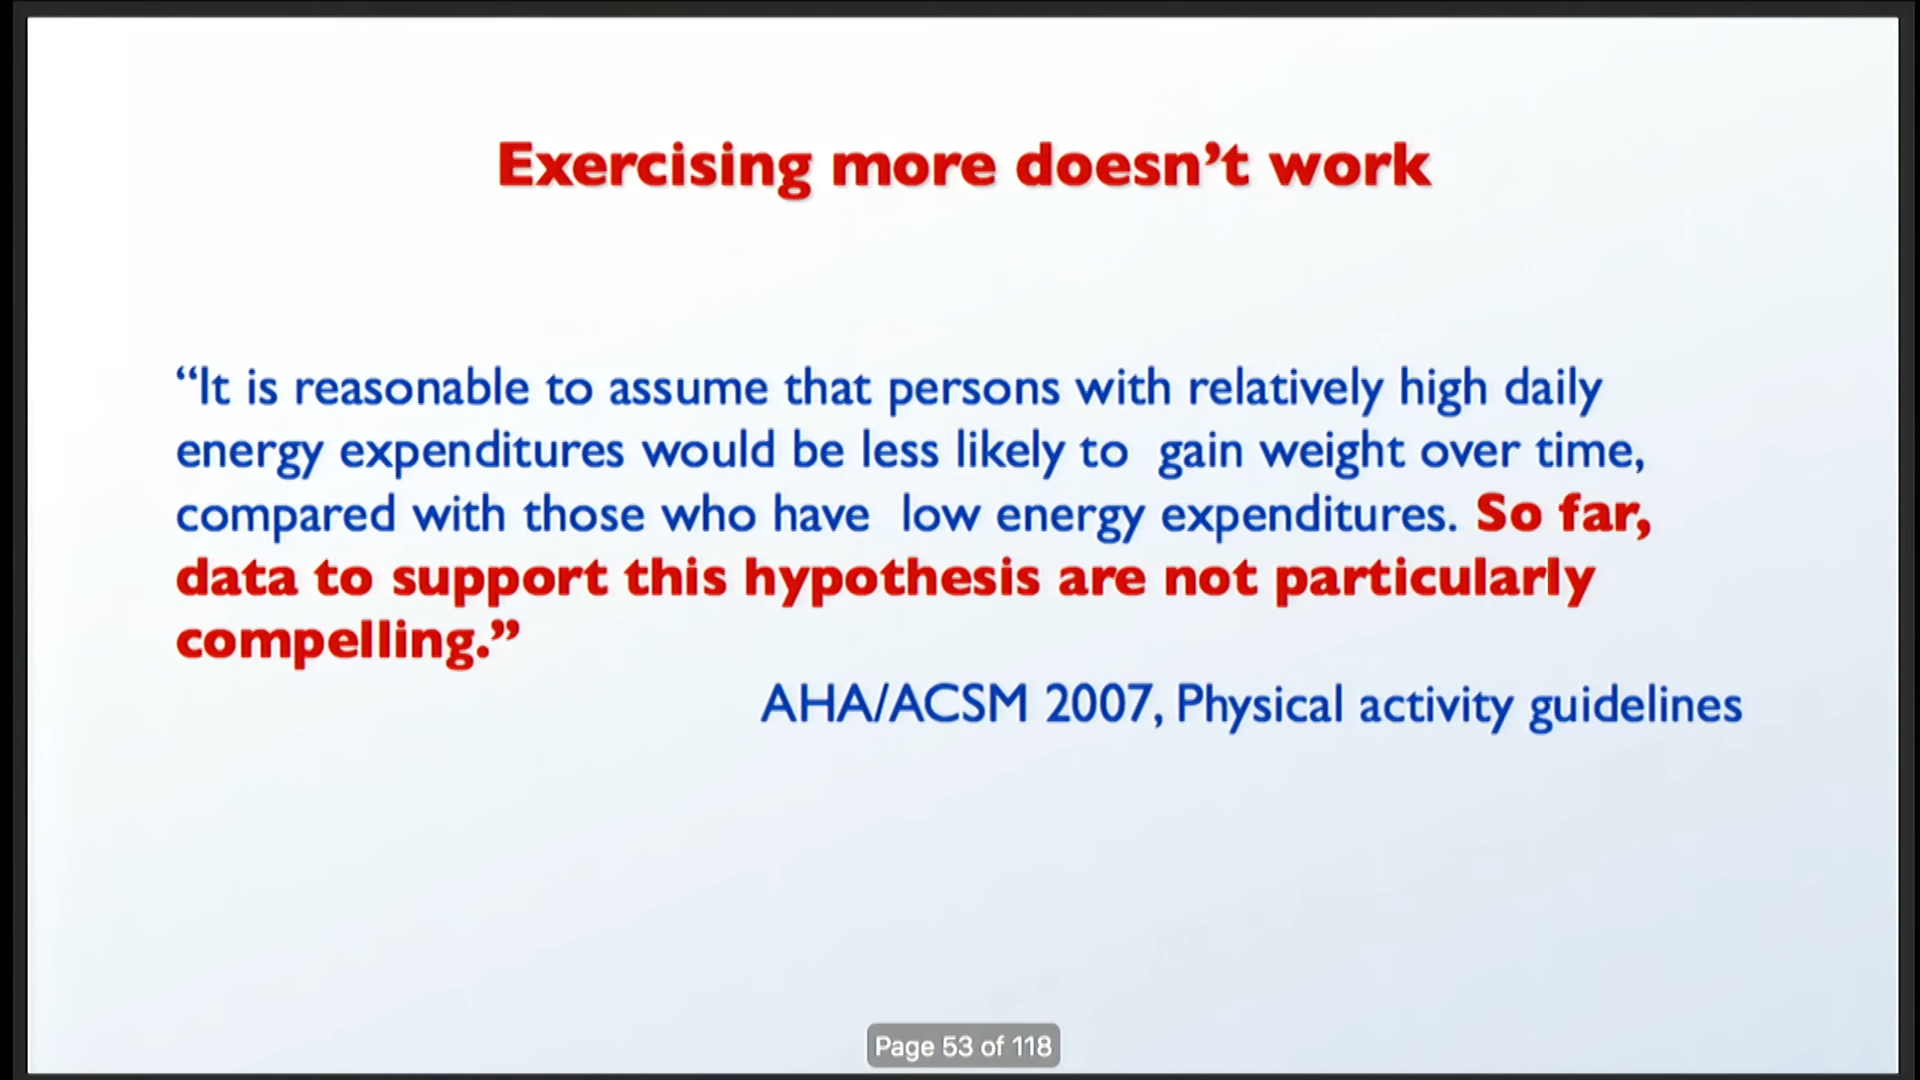 Exercising more doesn’t work
“It is reasonable to assume that persons with relatively high daily
energy expenditures would be less likely to gain weight over time,
compared with those who have low energy expenditures. So far,
data to support this hypothesis are not particularly
compelling.”
AHA/ACSM 2007, Physical activity guidelines
Page 53 of 118